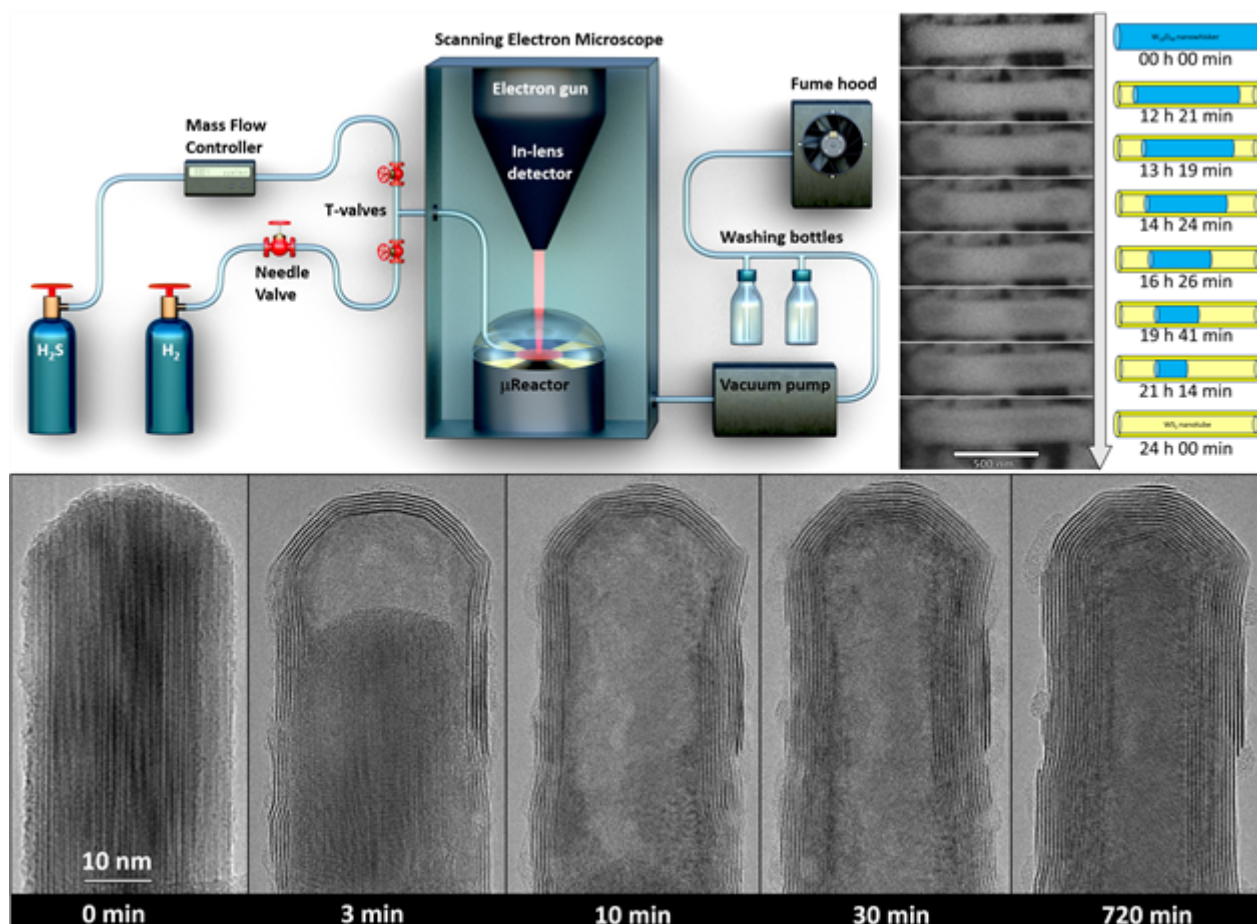 Scanning Electron Microscope
Electron gun
In-lens
detector
Mass Flow
Controller
T-valves
Needle
Valve
H2S
H2
μReactor
Fume hood
Washing bottles
Vacuum pump
500 nm
nanowhisker
00 h 00 min
12 h 21 min
13 h 19 min
14 h 24 min
16 h 26 min
19 h 41 min
21 h 14 min
WS2 nanotube
24 h 00 min
10 nm
0 min
3 min
10 min
30 min
720 min